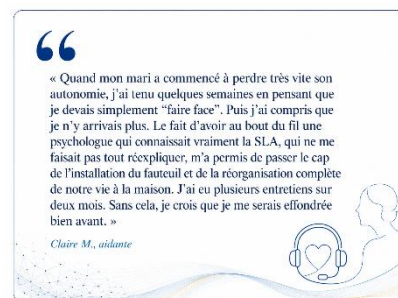 “
« Quand mon mari a commencé à perdre très vite son
autonomie, j’ai tenu quelques semaines en pensant que
je devais simplement “faire face”. Puis j’ai compris que
je n’y arrivais plus. Le fait d’avoir au bout du fil une
psychologue qui connaissait vraiment la SLA, qui ne me
faisait pas tout réexpliquer, m’a permis de passer le cap
de l’installation du fauteuil et de la réorganisation complète
de notre vie à la maison. J’ai eu plusieurs entretiens sur
deux mois. Sans cela, je crois que je me serais effondrée
bien avant. »
Claire M., aidante